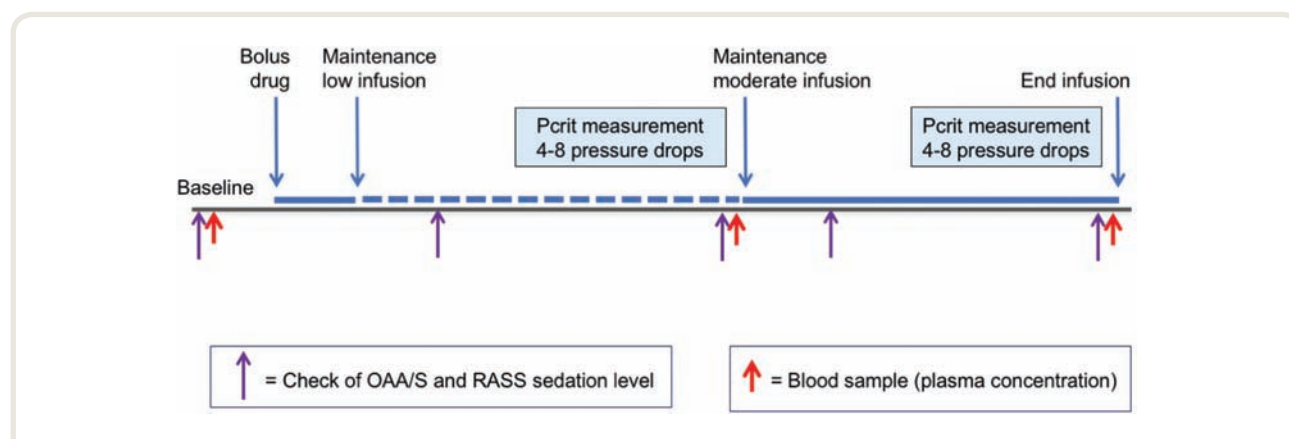 Bolus
drug
Maintenance
low infusion
Maintenance
moderate infusion
End infusion
Pcrit measurement
4-8 pressure drops
Pcrit measurement
4-8 pressure drops
Baseline
= Check of OAA/S and RASS sedation level
= Blood sample (plasma concentration)